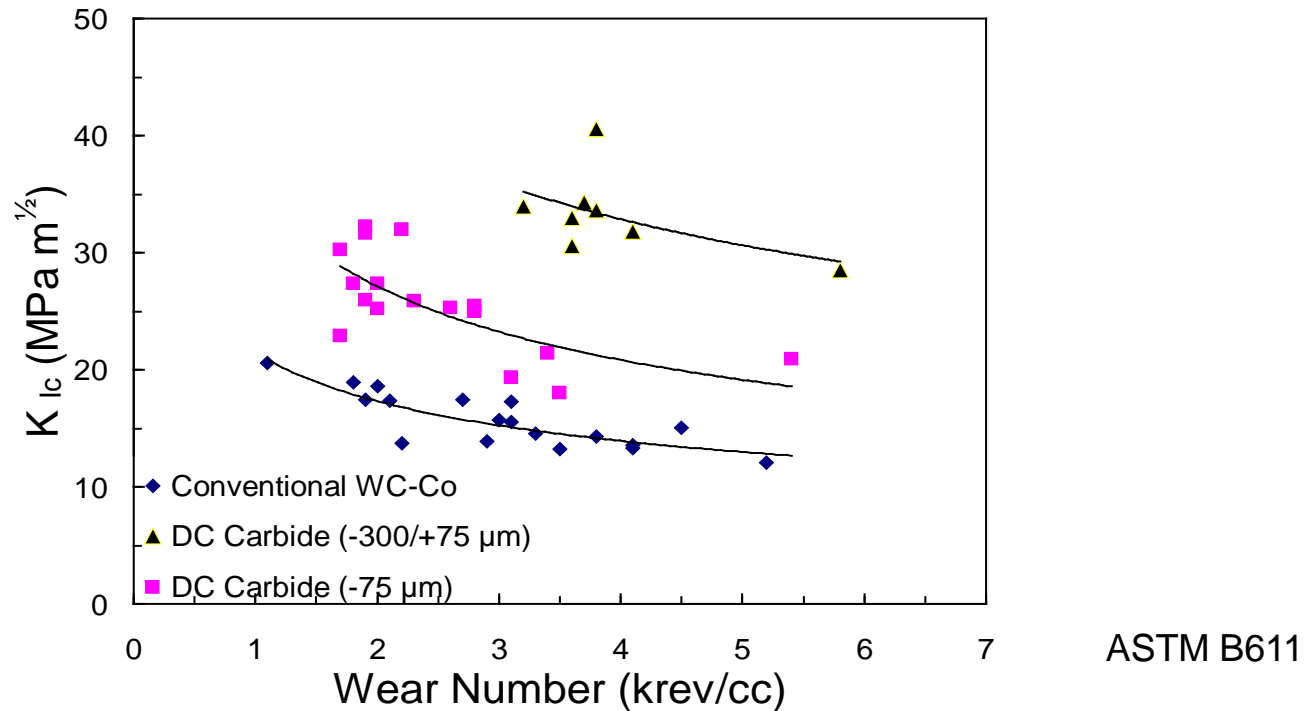 50
40
30
20
10
0
K Ic (MPa m½)
Conventional WC-Co
DC Carbide (-300/+75 µm)
DC Carbide (-75 µm)
0 1 2 3 4 5 6 7
Wear Number (krev/cc)
ASTM B611